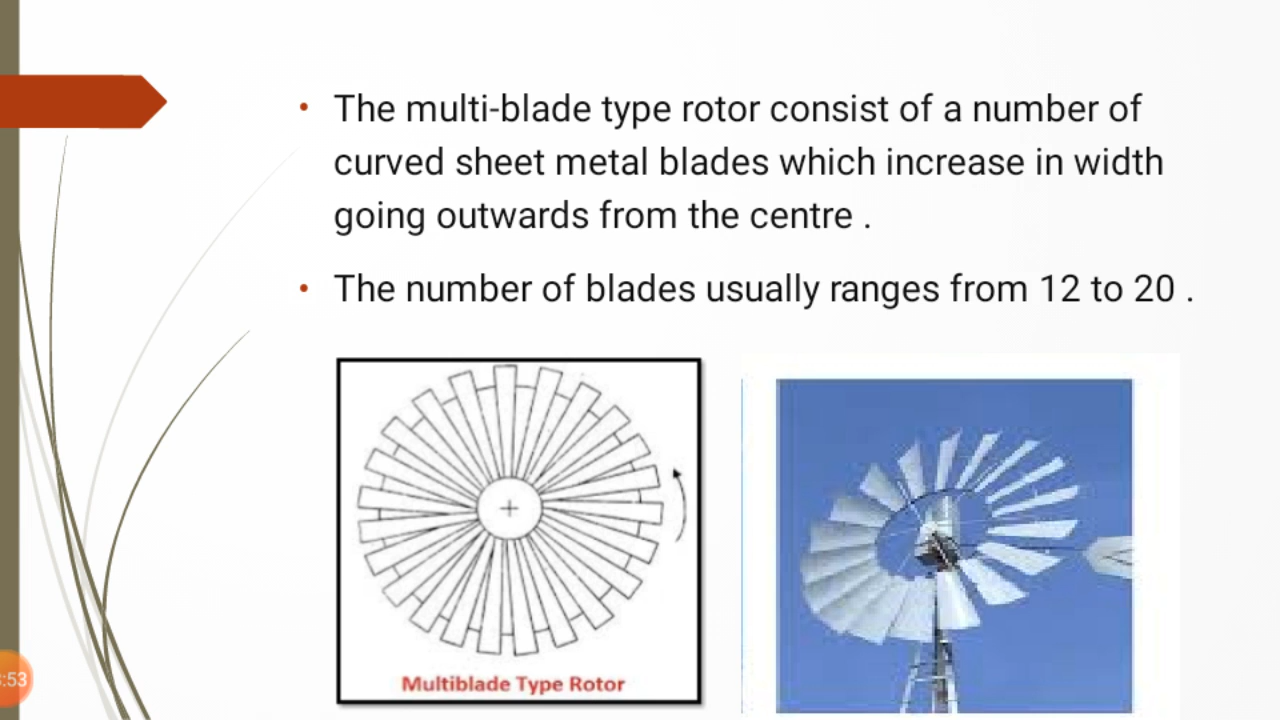 • The multi-blade type rotor consist of a number of
curved sheet metal blades which increase in width
going outwards from the centre .
• The number of blades usually ranges from 12 to 20 .
Multiblade Type Rotor
:53